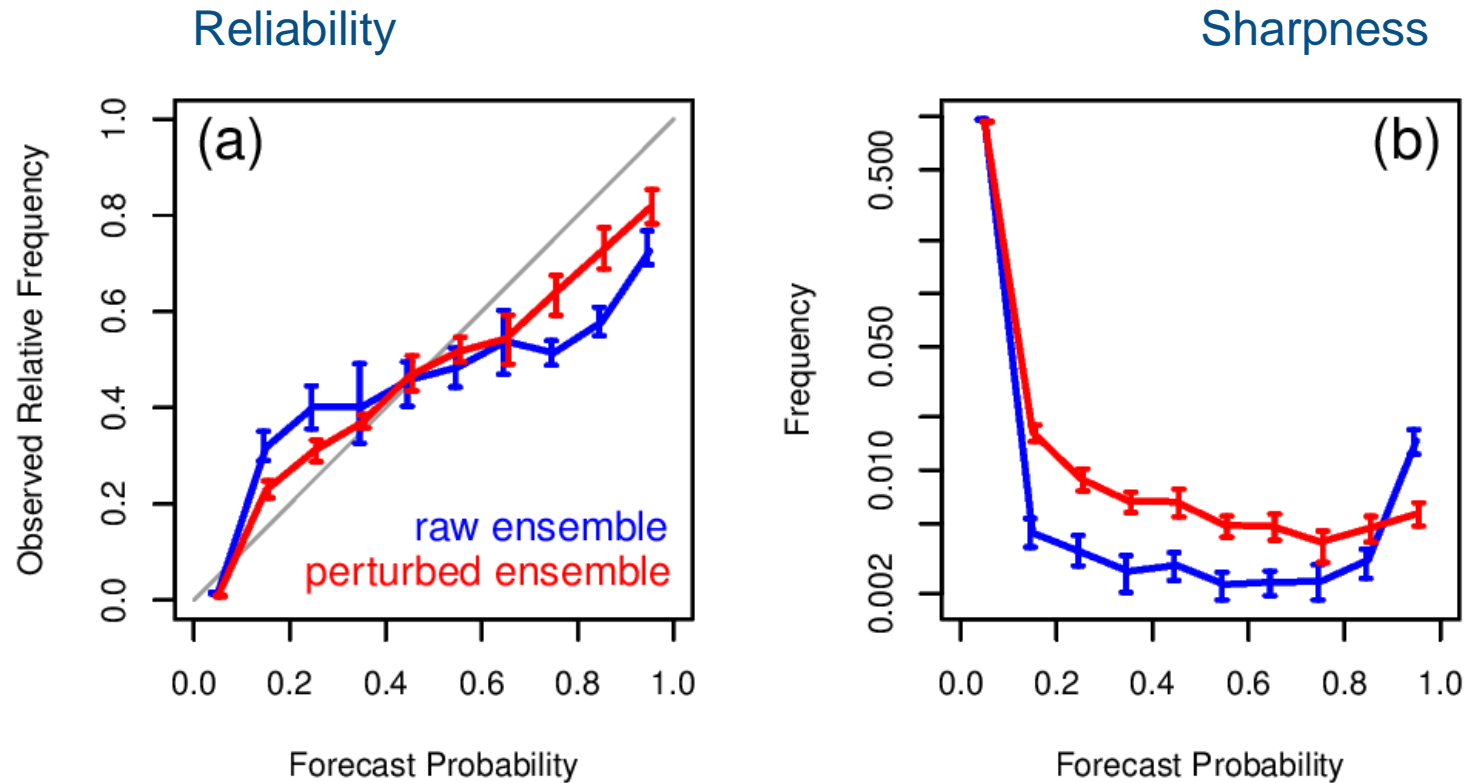 Reliability
Sharpness
(a)
Observed Relative Frequency
1.0
0.8
0.6
0.4
0.2
0.0
raw ensemble
perturbed ensemble
0.0 0.2 0.4 0.6 0.8 1.0
Forecast Probability
(b)
Frequency
0.500
0.050
0.010
0.002
0.0 0.2 0.4 0.6 0.8 1.0
Forecast Probability